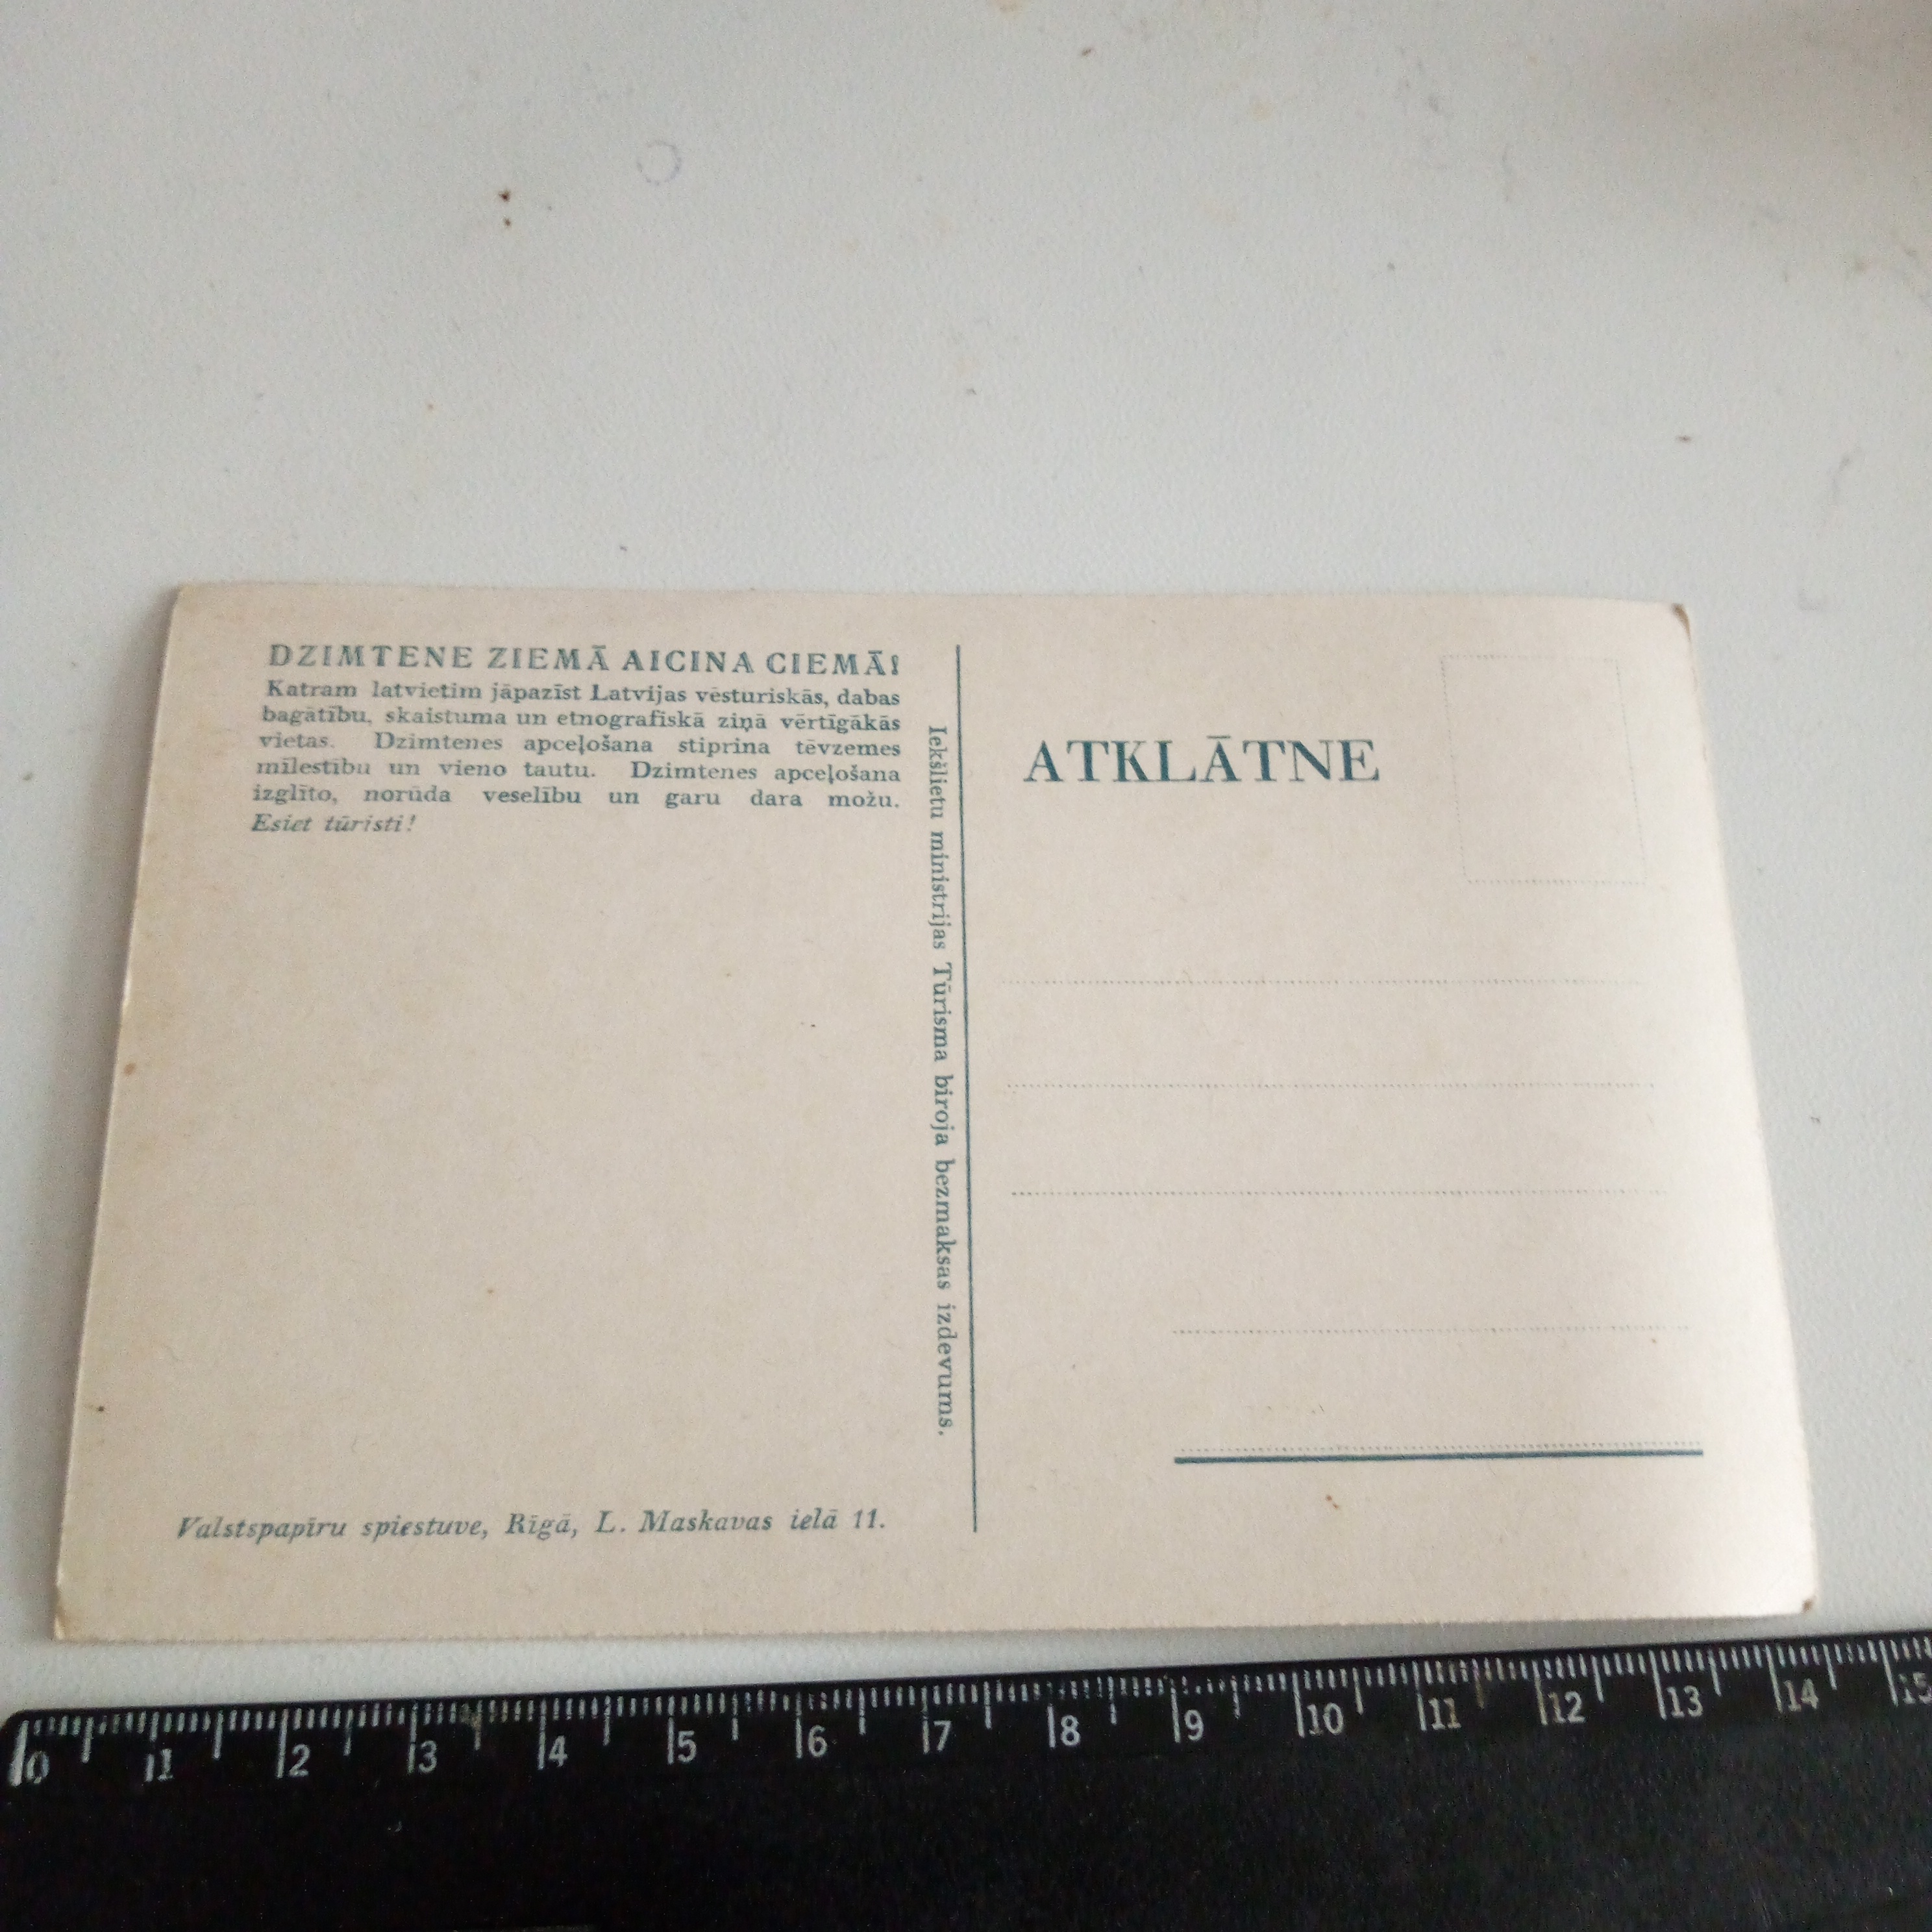 DZIMTENE ZIEMĀ AICINA CIEMĀ!
Katram latvietim jāpazīst Latvijas vēsturiskās, dabas
bagātību, skaistuma un etnografiskā ziņā vērtīgākās
vietas. Dzimtenes apceļošana stiprina tēvzemes
mīlestību un vieno tautu. Dzimtenes apceļošana
izglīto, norūda veselību un garu dara možu.
Esiet tūristi!
Valstspapīru spiestuve, Rīgā, L. Maskavas ielā 11.
Iekšlietu ministrijas Tūrisma biroja bezmaksas izdevums.
ATKLĀTNE
0 1 2 3 4 5 6 7 8 9 10 11 12 13 14 15